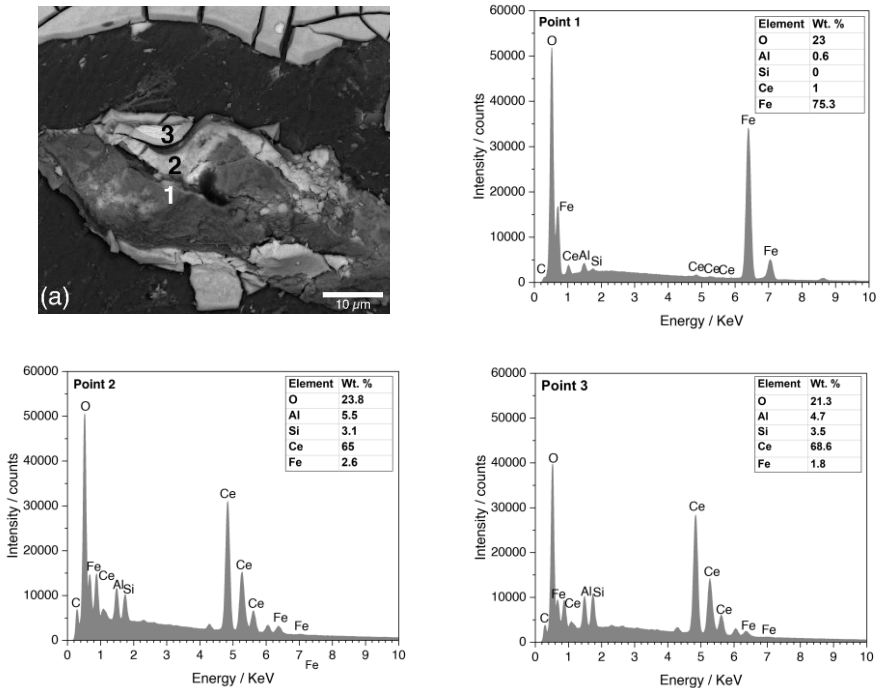 3
2
1
(a)
10 µm
Point 1
Element Wt. %
O 23
Al 0.6
Si 0
Ce 1
Fe 75.3
O
Fe
Fe
Fe
C
Ce
Al
Si
Ce
Ce
Ce
60000
50000
40000
30000
20000
10000
0
0 1 2 3 4 5 6 7 8 9 10
Intensity / counts
Energy / KeV
Point 2
Element Wt. %
O 23.8
Al 5.5
Si 3.1
Ce 65
Fe 2.6
O
Ce
Fe
Ce
Al
Si
C
Ce
Ce
Fe
Fe
60000
50000
40000
30000
20000
10000
0
0 1 2 3 4 5 6 7 8 9 10
Fe
Intensity / counts
Energy / KeV
Point 3
Element Wt. %
O 21.3
Al 4.7
Si 3.5
Ce 68.6
Fe 1.8
O
Ce
Fe
Ce
Al
Si
C
Ce
Ce
Fe
Fe
60000
50000
40000
30000
20000
10000
0
0 1 2 3 4 5 6 7 8 9 10
Intensity / counts
Energy / KeV